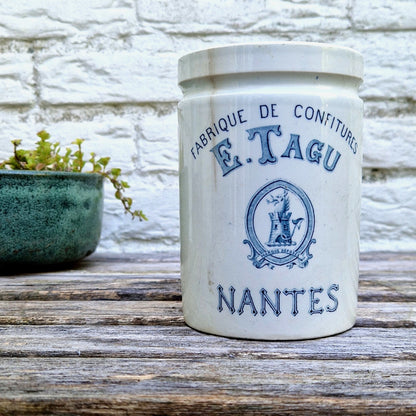 FABRIQUE DE CONFITURES
E. TAGU
NANTES